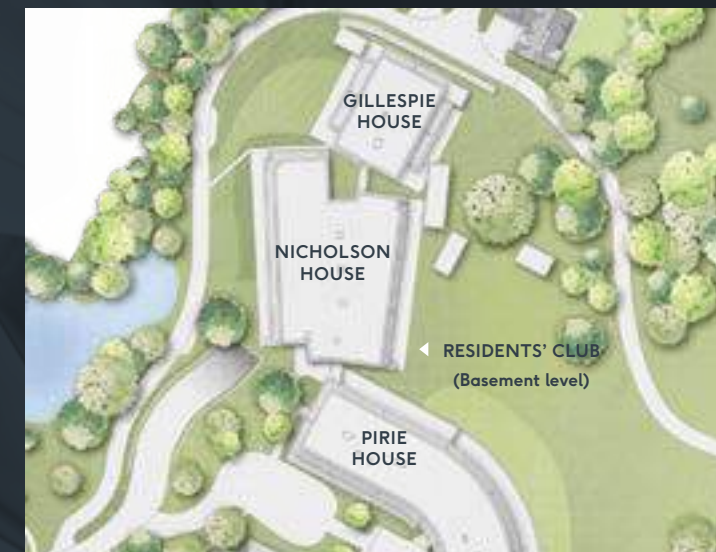 GILLESPIE
HOUSE
NICHOLSON
HOUSE
RESIDENTS’ CLUB
(Basement level)
PIRIE
HOUSE